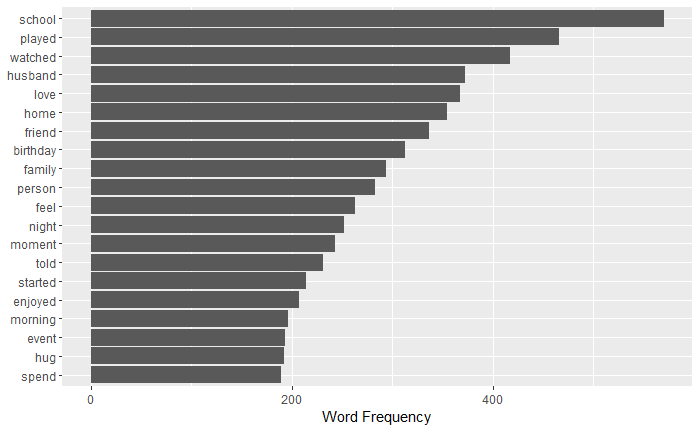 school
played
watched
husband
love
home
friend
birthday
family
person
feel
night
moment
told
started
enjoyed
morning
event
hug
spend
0 200 400
Word Frequency